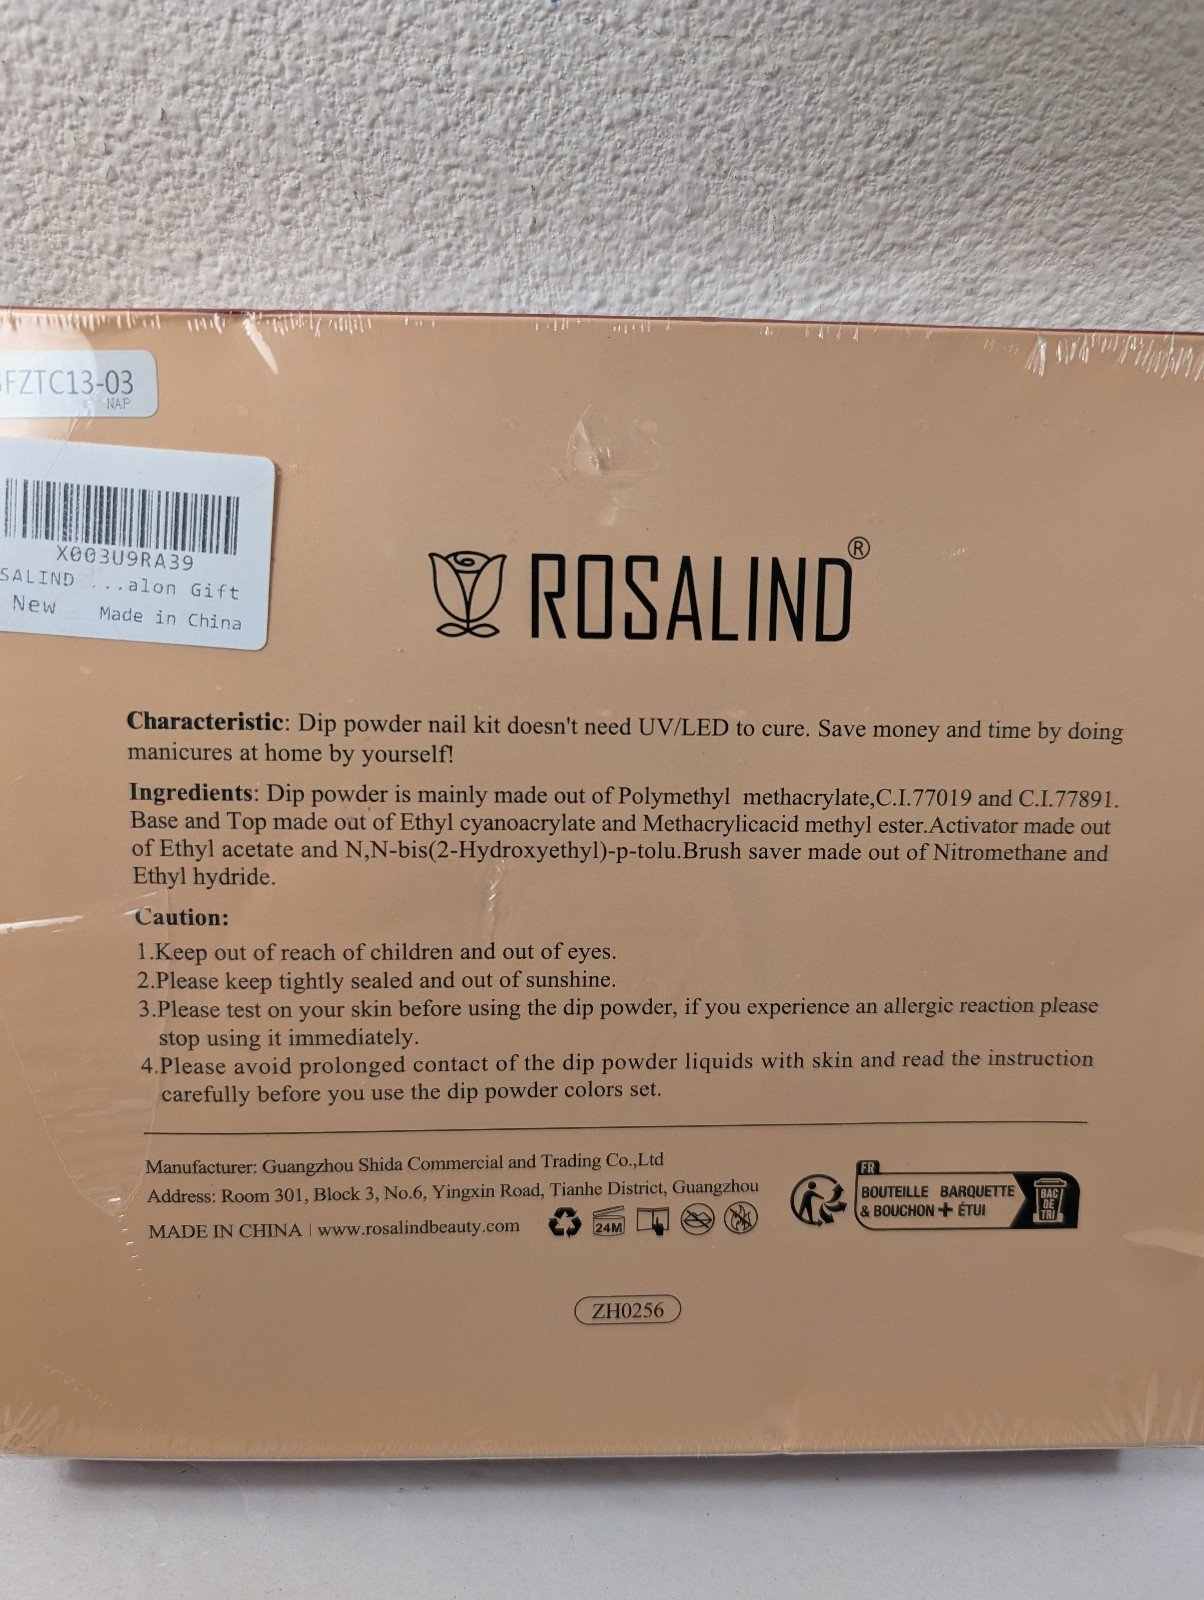 FZTC13-03
NAP
X003U9RA39
SALIND ...alon Gift
New Made in China
ROSALIND®
Characteristic: Dip powder nail kit doesn't need UV/LED to cure. Save money and time by doing
manicures at home by yourself!
Ingredients: Dip powder is mainly made out of Polymethyl methacrylate,C.I.77019 and C.I.77891.
Base and Top made out of Ethyl cyanoacrylate and Methacrylicacid methyl ester.Activator made out
of Ethyl acetate and N,N-bis(2-Hydroxyethyl)-p-tolu.Brush saver made out of Nitromethane and
Ethyl hydride.
Caution:
1.Keep out of reach of children and out of eyes.
2.Please keep tightly sealed and out of sunshine.
3.Please test on your skin before using the dip powder, if you experience an allergic reaction please
stop using it immediately.
4.Please avoid prolonged contact of the dip powder liquids with skin and read the instruction
carefully before you use the dip powder colors set.
Manufacturer: Guangzhou Shida Commercial and Trading Co.,Ltd
Address: Room 301, Block 3, No.6, Yingxin Road, Tianhe District, Guangzhou
MADE IN CHINA | www.rosalindbeauty.com
24M
FR
BOUTEILLE BARQUETTE
& BOUCHON + ÉTUI
BAC
DE
TRI
ZH0256